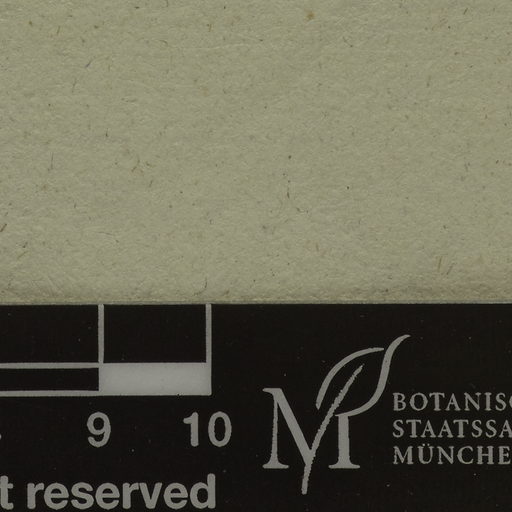 9 10
t reserved
M
BOTANISC
STAATSSA
MÜNCHE